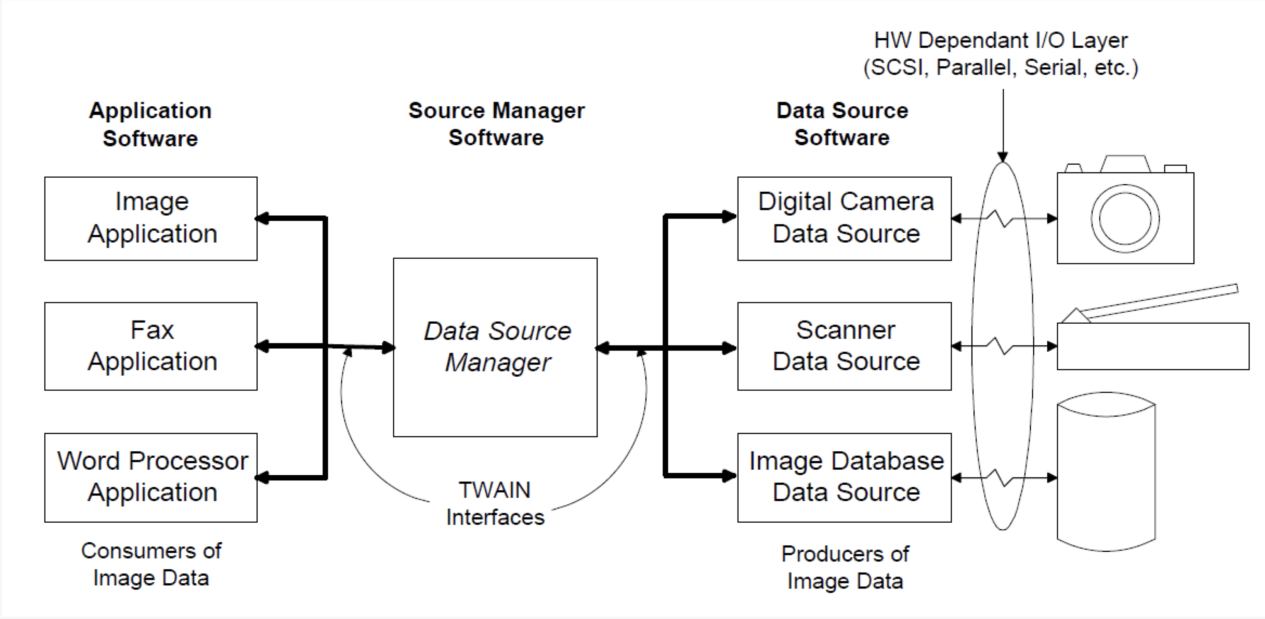 HW Dependant I/O Layer
(SCSI, Parallel, Serial, etc.)
Application
Software
Source Manager
Software
Data Source
Software
Image
Application
Fax
Application
Word Processor
Application
Consumers of
Image Data
Data Source
Manager
TWAIN
Interfaces
Digital Camera
Data Source
Scanner
Data Source
Image Database
Data Source
Producers of
Image Data